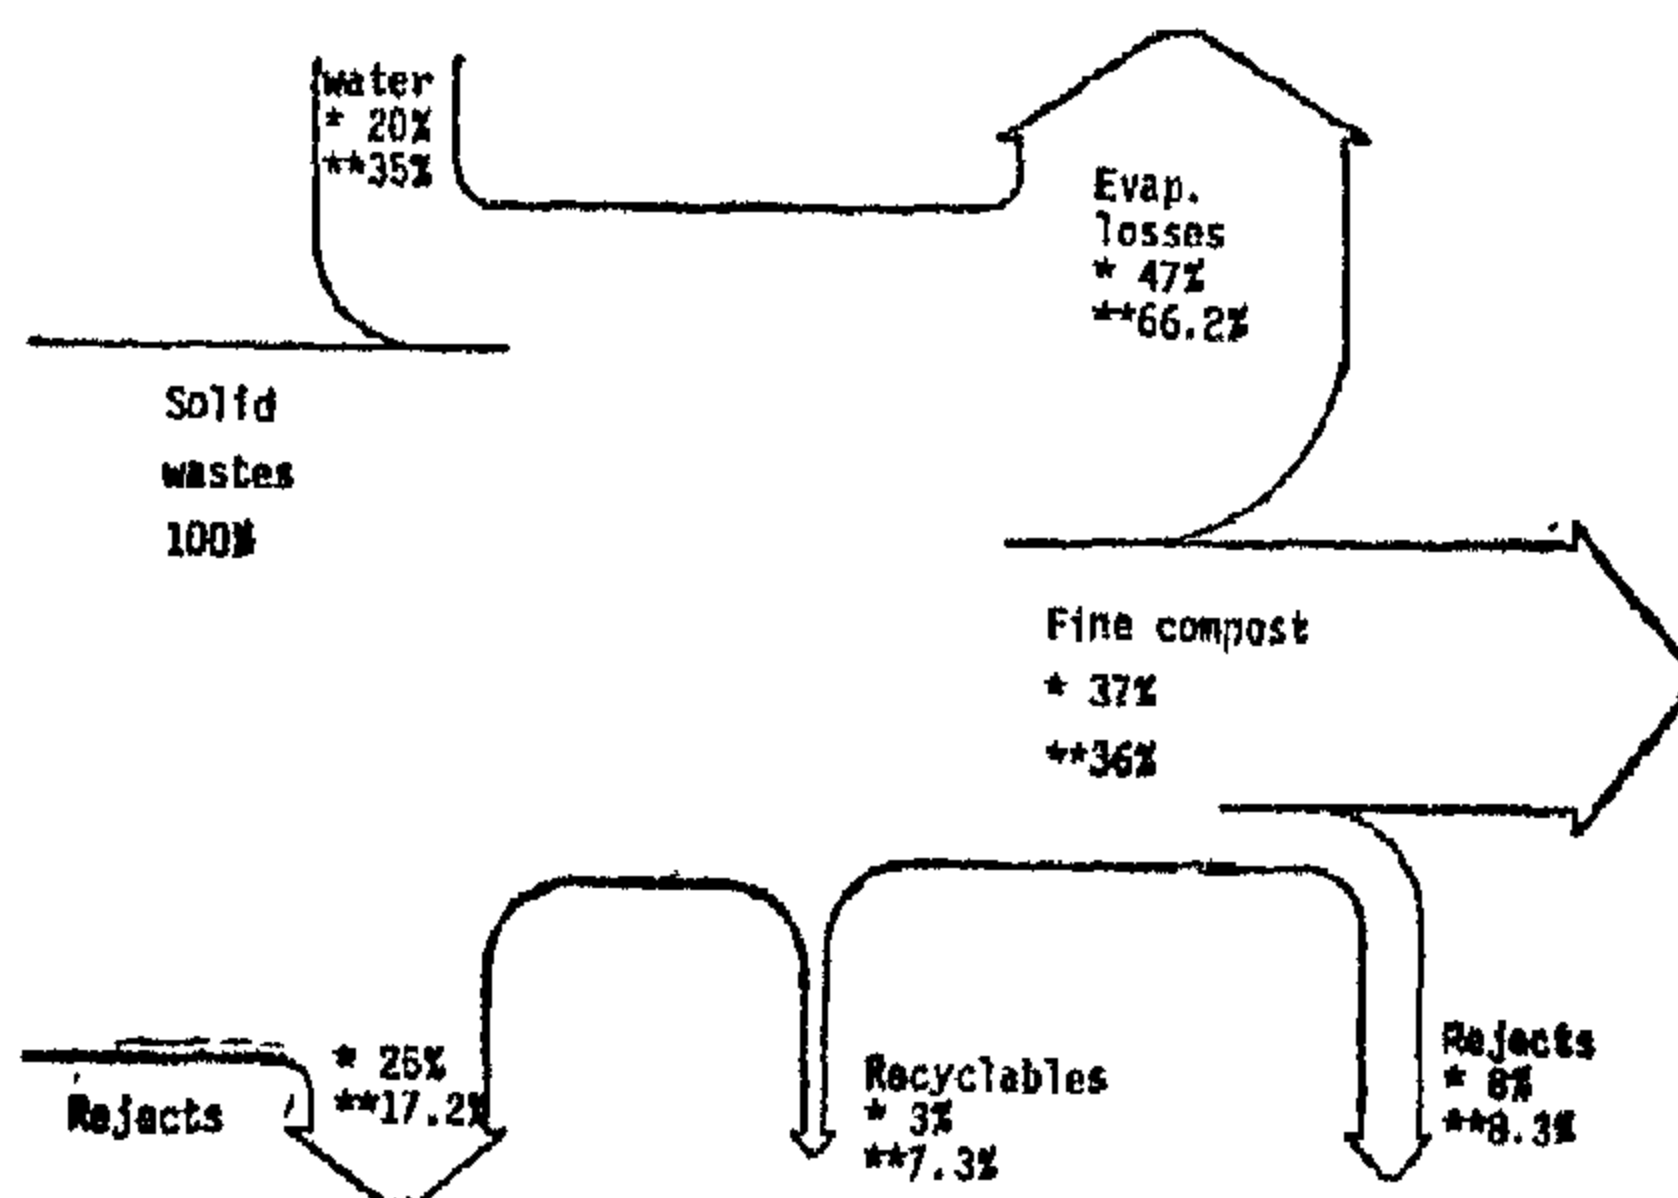 water
* 20%
**35%
Evap.
losses
* 47%
**66.2%
Solid
wastes
100%
Fine compost
* 37%
**36%
* 25%
**17.2%
Rejects
Recyclables
* 3%
**7.3%
Rejects
* 8%
**8.3%